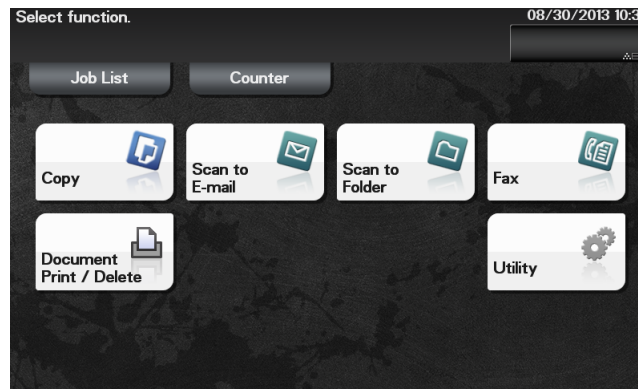 Select function.
08/30/2013 10:3
Job List
Counter
Copy
Scan to
E-mail
Scan to
Folder
Fax
Document
Print / Delete
Utility